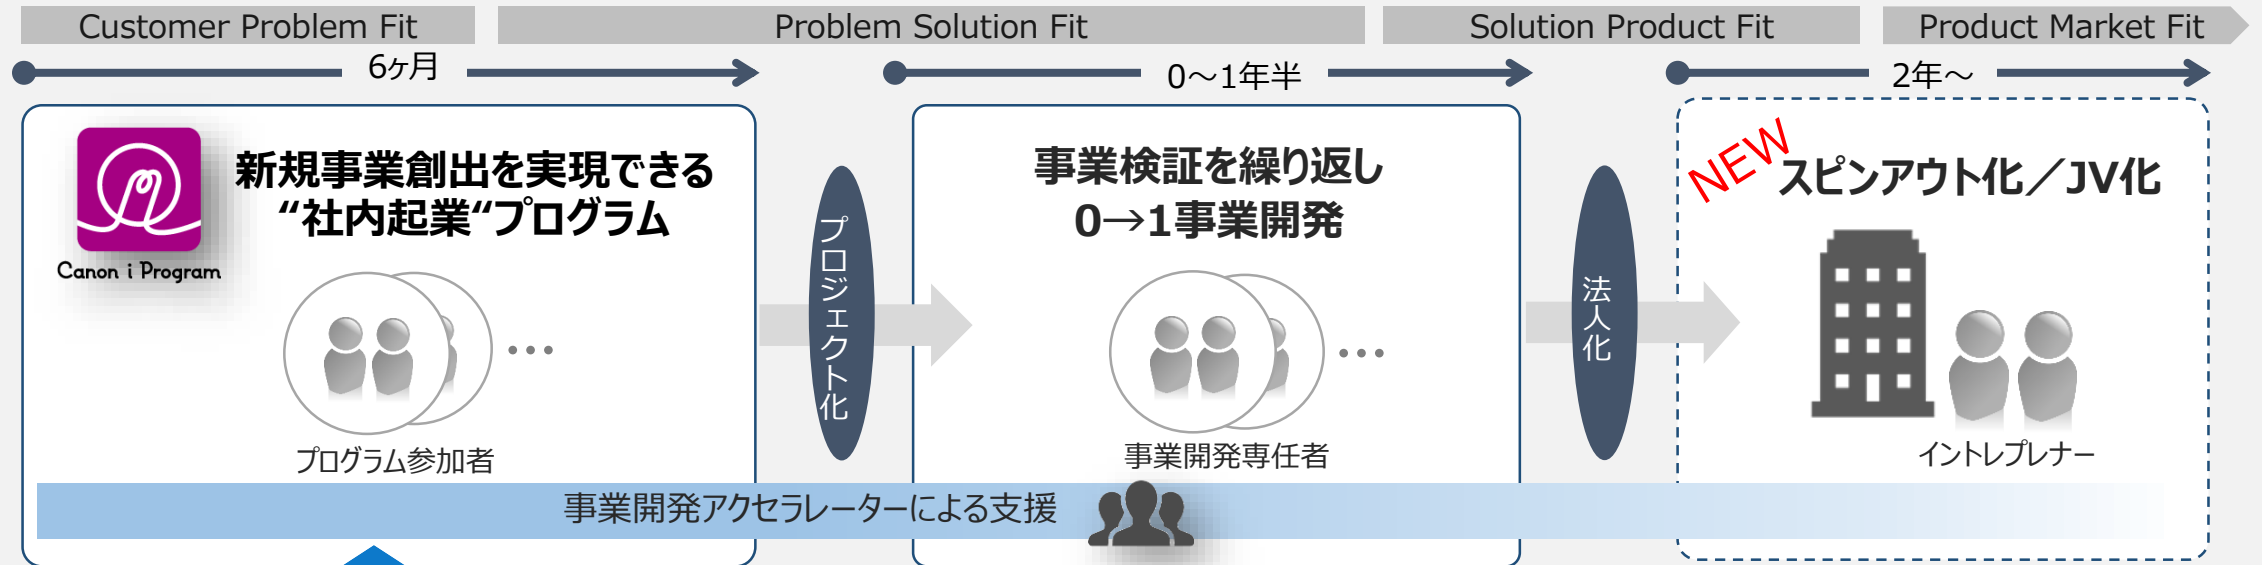 Customer Problem Fit
Problem Solution Fit
Solution Product Fit
Product Market Fit
6ヶ月
0～1年半
2年～
Canon i Program
新規事業創出を実現できる
“社内起業“プログラム
プログラム参加者
プロジェクト化
事業検証を繰り返し
0→1事業開発
事業開発専任者
法人化
NEW
スピンアウト化／JV化
イントレプレナー
事業開発アクセラレーターによる支援